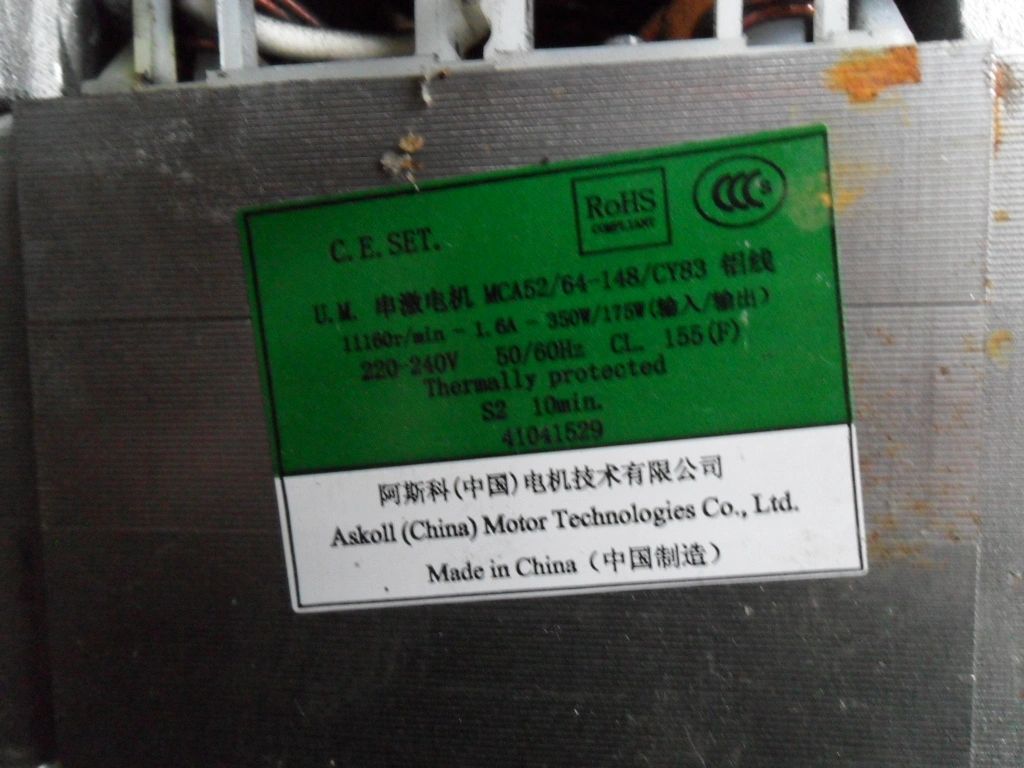 RoHS
COMPLIANT
CCC S
C.E.SET.
U.M. 串激电机 MCA52/64-148/CY83 铝线
11160r/min - 1.6A - 350W/175W(输入/输出)
220-240V 50/60Hz CL. 155(F)
Thermally protected
S2 10min.
41041529
阿斯科(中国)电机技术有限公司
Askoll (China) Motor Technologies Co., Ltd.
Made in China (中国制造)